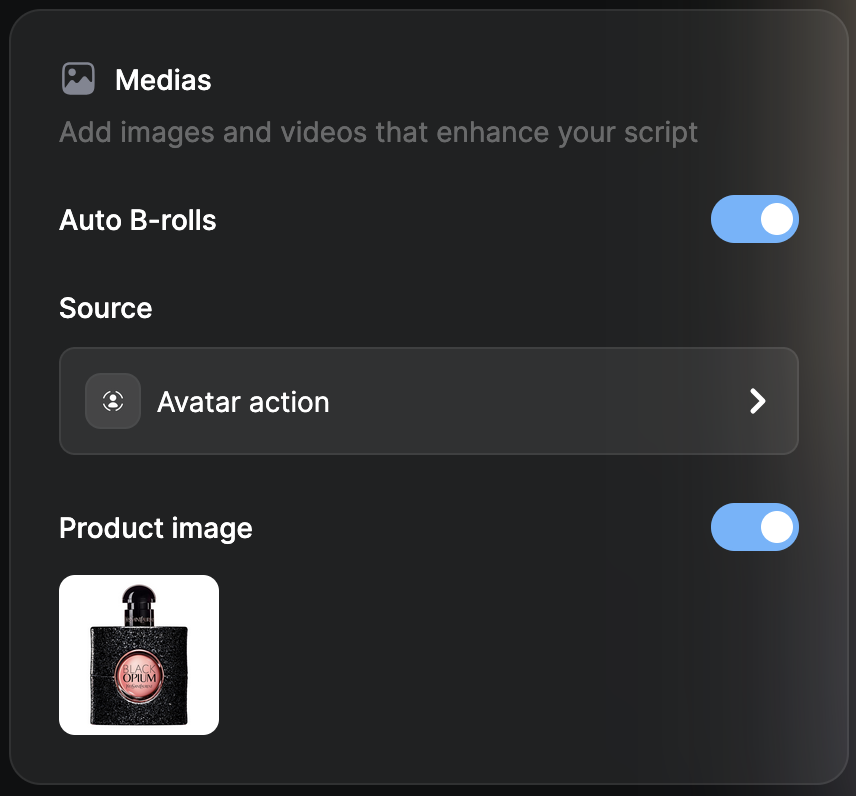 Medias
Add images and videos that enhance your script
Auto B-rolls
Source
Avatar action
Product image
BLACK
OPIUM